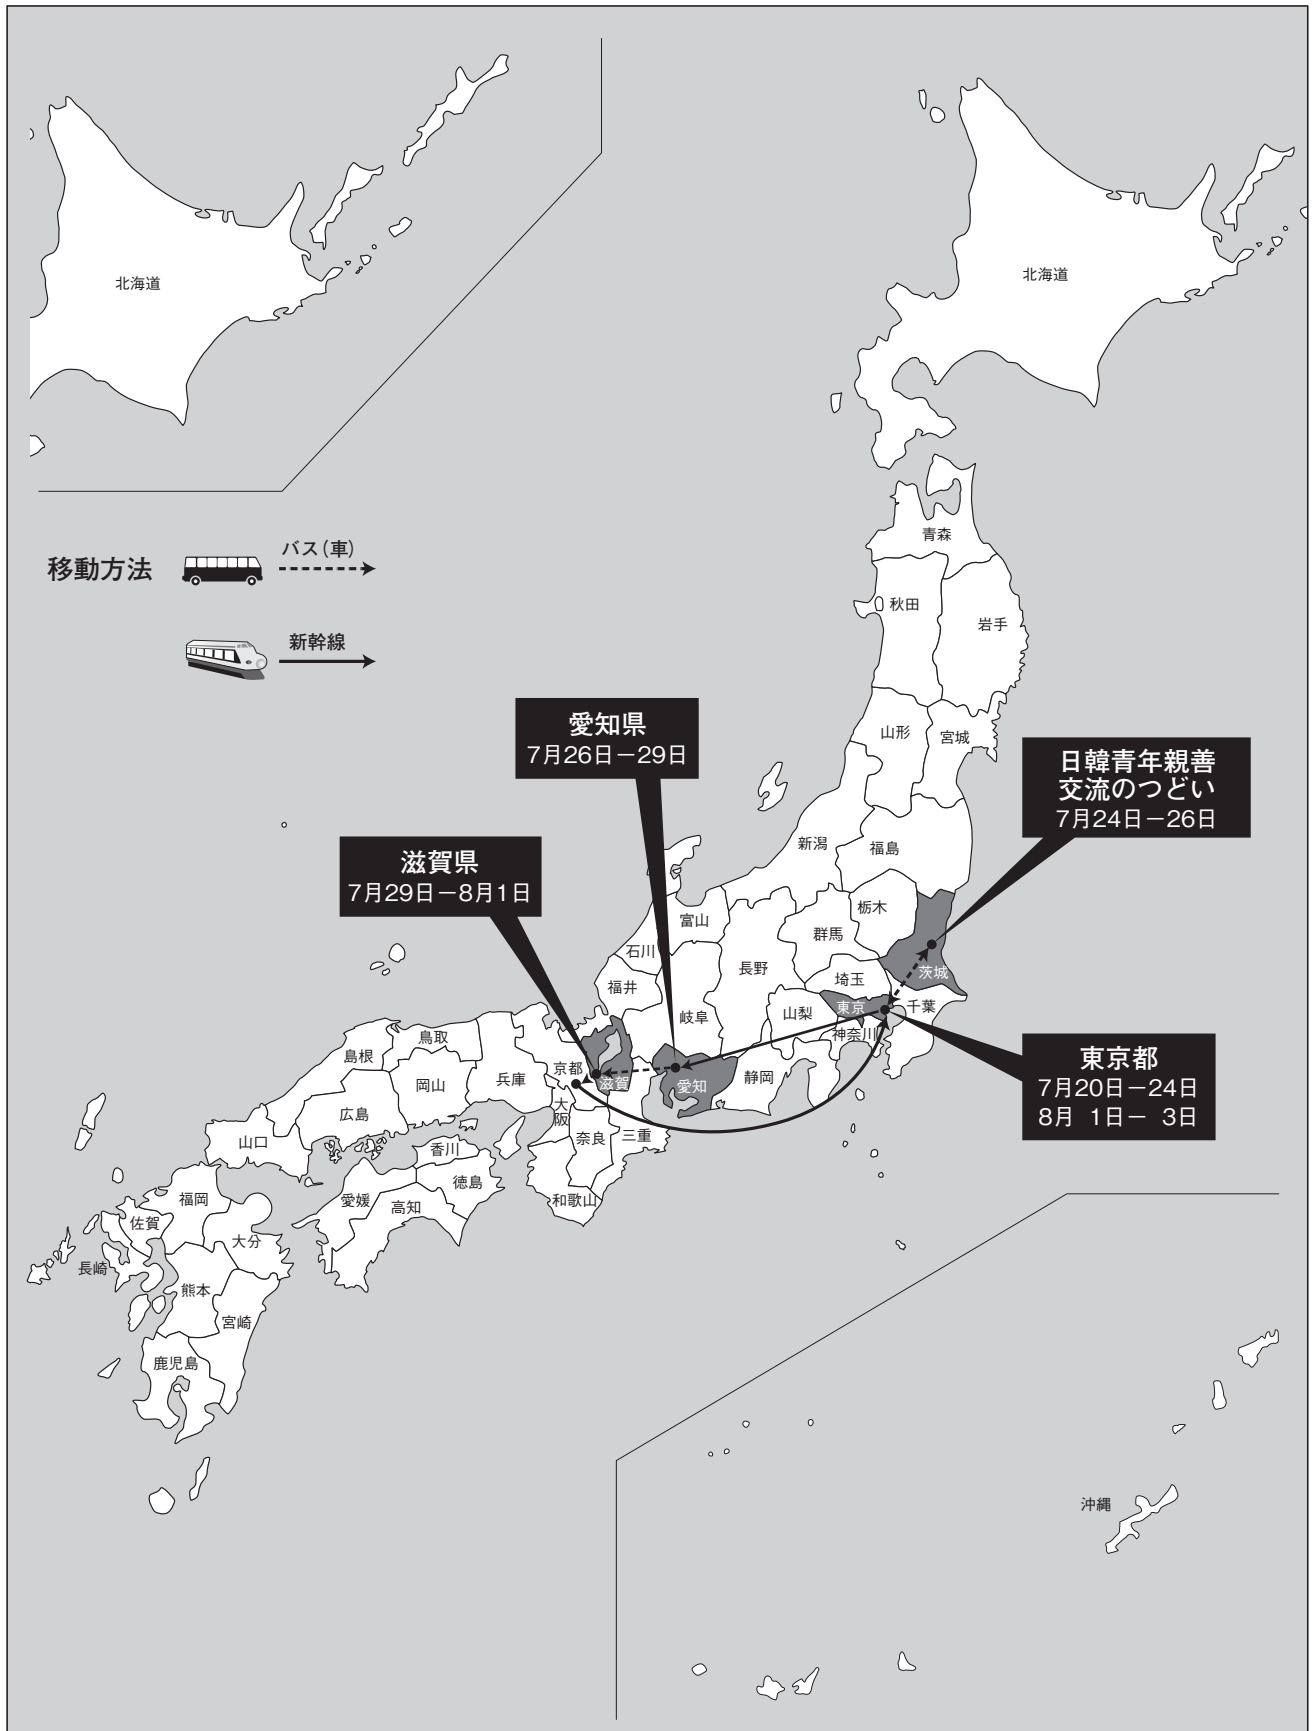 北海道
北海道
移動方法
バス(車)
新幹線
青森
秋田
岩手
山形
宮城
愛知県
7月26日－29日
日韓青年親善
交流のつどい
7月24日－26日
滋賀県
7月29日－8月1日
新潟
福島
栃木
群馬
富山
石川
長野
福井
岐阜
埼玉
茨城
山梨
東京
千葉
神奈川
東京都
7月20日－24日
8月 1日－ 3日
静岡
愛知
滋賀
京都
大阪
奈良
三重
和歌山
兵庫
鳥取
島根
岡山
広島
山口
香川
徳島
愛媛
高知
福岡
佐賀
大分
長崎
熊本
宮崎
鹿児島
沖縄